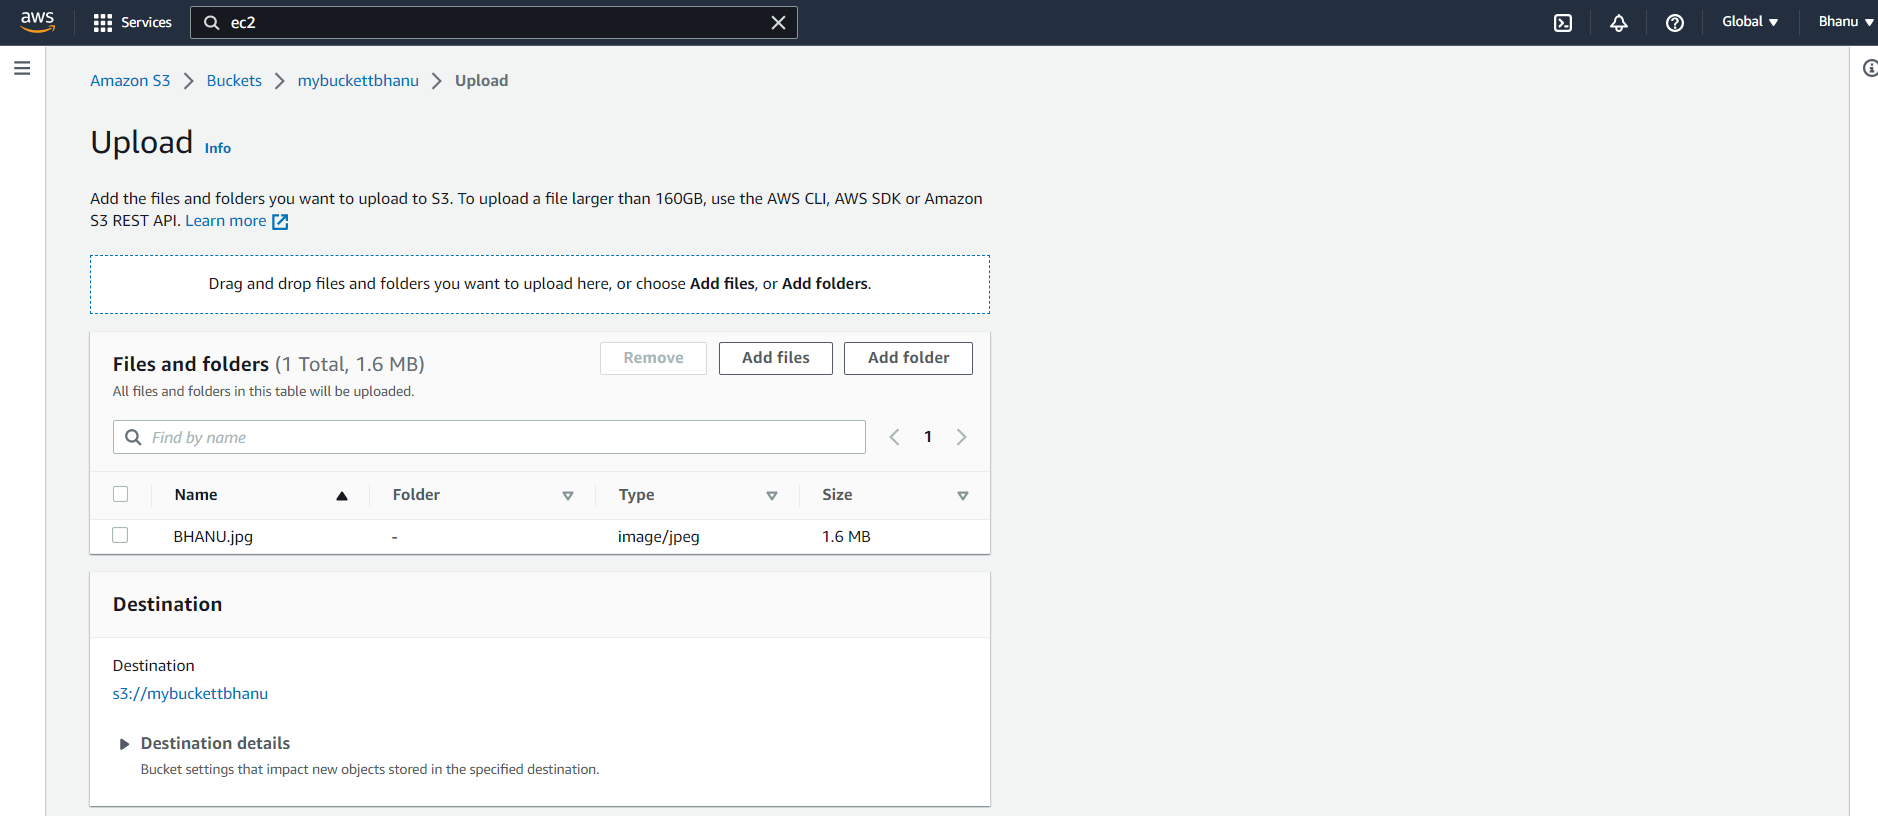 aws Services ec2 Global Bhanu
Amazon S3 Buckets mybuckettbhanu Upload
Upload Info
Add the files and folders you want to upload to S3. To upload a file larger than 160GB, use the AWS CLI, AWS SDK or Amazon
S3 REST API. Learn more
Drag and drop files and folders you want to upload here, or choose Add files, or Add folders.
Files and folders (1 Total, 1.6 MB) Remove Add files Add folder
All files and folders in this table will be uploaded.
Find by name 1
Name Folder Type Size
BHANU.jpg - image/jpeg 1.6 MB
Destination
Destination
s3://mybuckettbhanu
Destination details
Bucket settings that impact new objects stored in the specified destination.